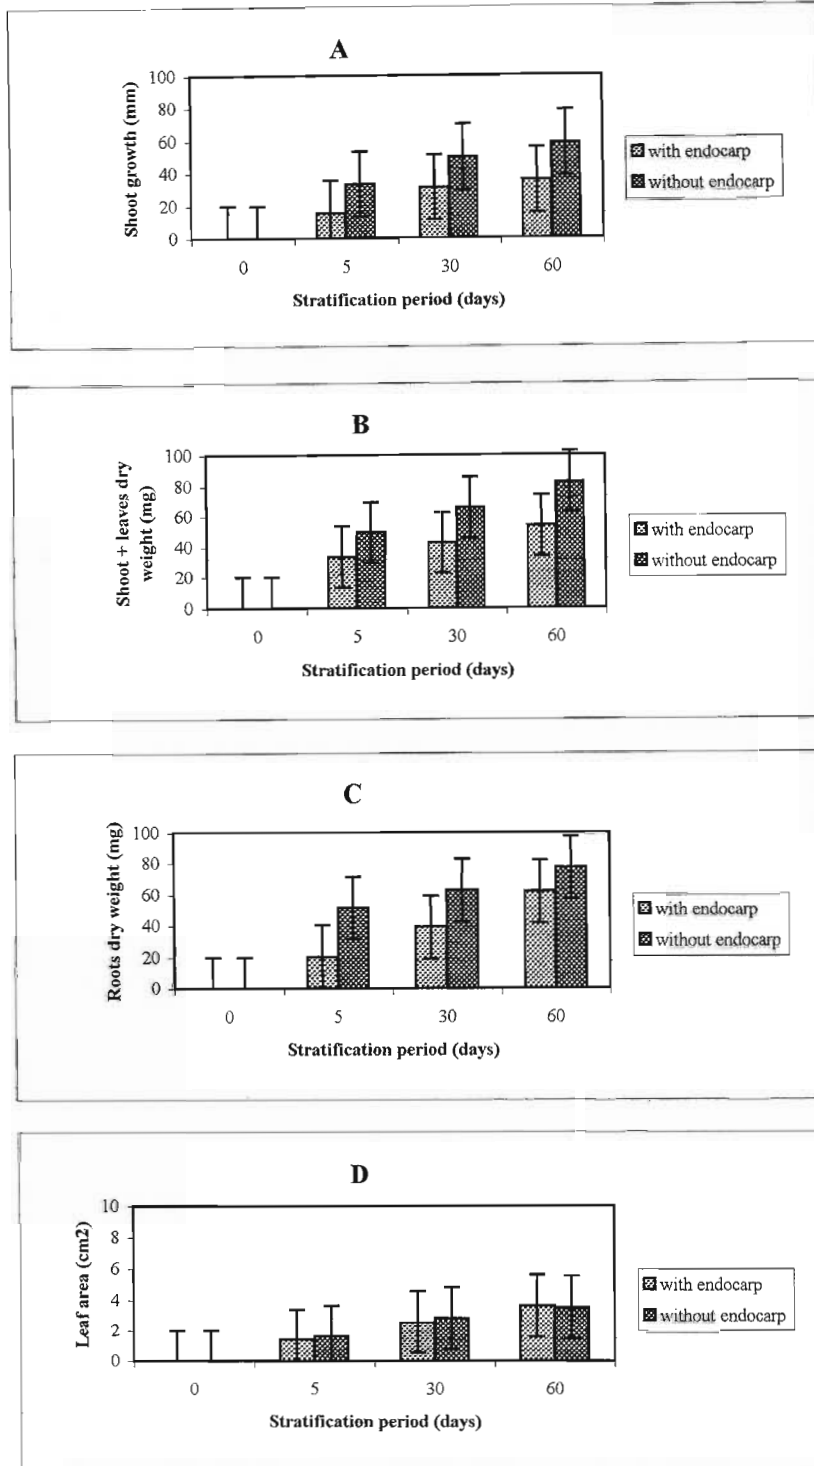 A
100
80
60
40
20
0
Shoot growth (mm)
0 5 30 60
Stratification period (days)
with endocarp
without endocarp
B
100
80
60
40
20
0
Shoot + leaves dry
weight (mg)
0 5 30 60
Stratification period (days)
with endocarp
without endocarp
C
100
80
60
40
20
0
Roots dry weight (mg)
0 5 30 60
Stratification period (days)
with endocarp
without endocarp
D
10
8
6
4
2
0
Leaf area (cm2)
0 5 30 60
Stratification period (days)
with endocarp
without endocarp